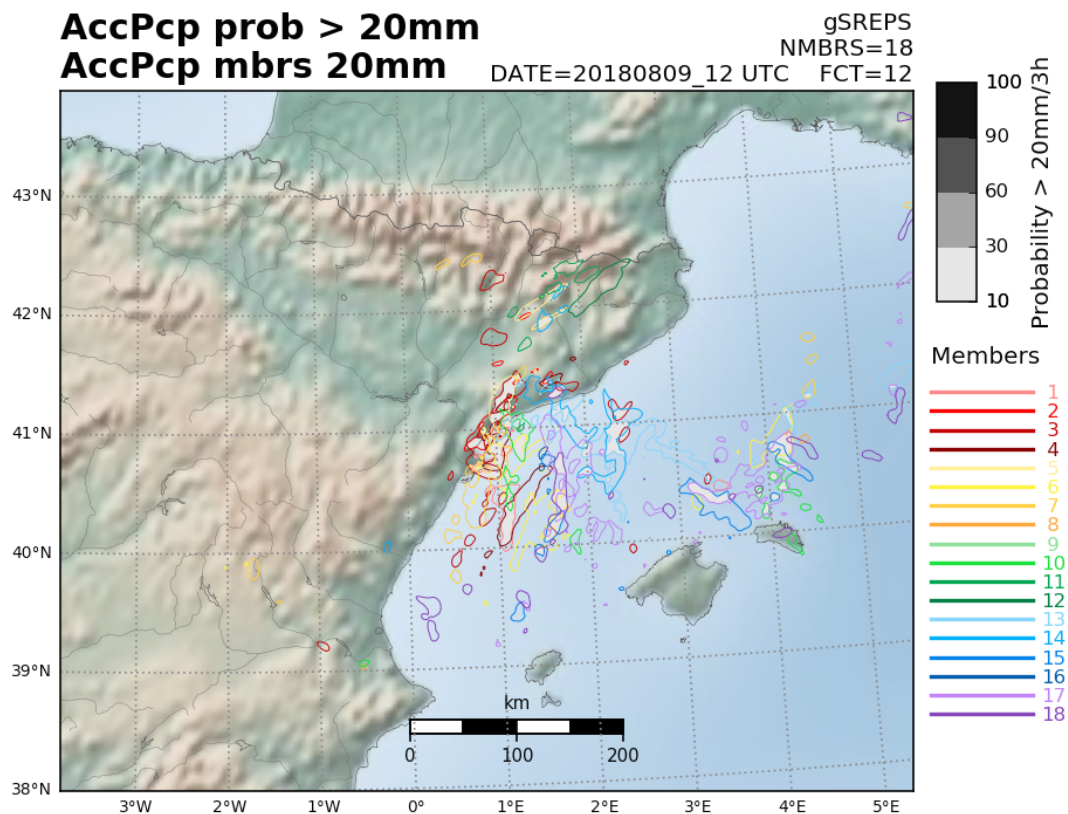 AccPcp prob > 20mm
AccPcp mbrs 20mm
gSREPS
NMBRS=18
DATE=20180809_12 UTC FCT=12
100
90
60
30
10
Probability > 20mm/3h
Members
1
2
3
4
5
6
7
8
9
10
11
12
13
14
15
16
17
18
43°N
42°N
41°N
40°N
39°N
38°N
3°W
2°W
1°W
0°
1°E
2°E
3°E
4°E
5°E
km
0
100
200